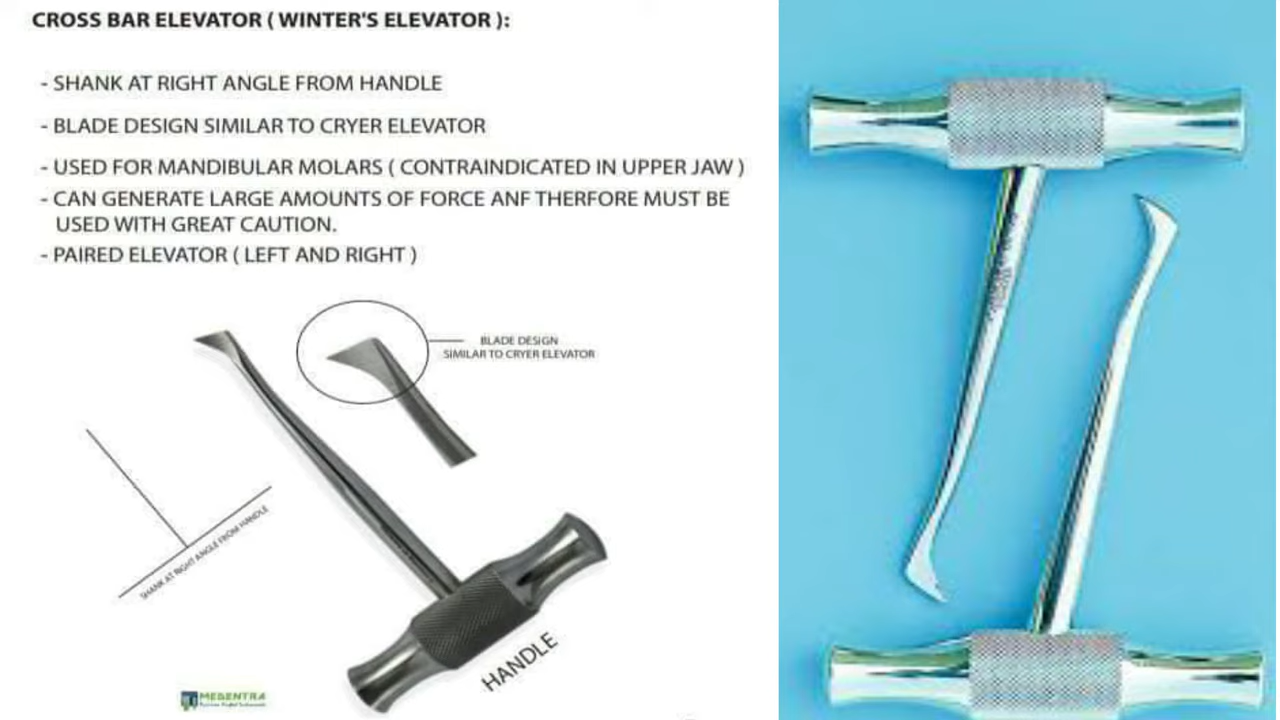 CROSS BAR ELEVATOR ( WINTER'S ELEVATOR ):
- SHANK AT RIGHT ANGLE FROM HANDLE
- BLADE DESIGN SIMILAR TO CRYER ELEVATOR
- USED FOR MANDIBULAR MOLARS ( CONTRAINDICATED IN UPPER JAW )
- CAN GENERATE LARGE AMOUNTS OF FORCE ANF THERFORE MUST BE
USED WITH GREAT CAUTION.
- PAIRED ELEVATOR ( LEFT AND RIGHT )
BLADE DESIGN
SIMILAR TO CRYER ELEVATOR
SHANK AT RIGHT ANGLE FROM HANDLE
HANDLE
MEDENTRA